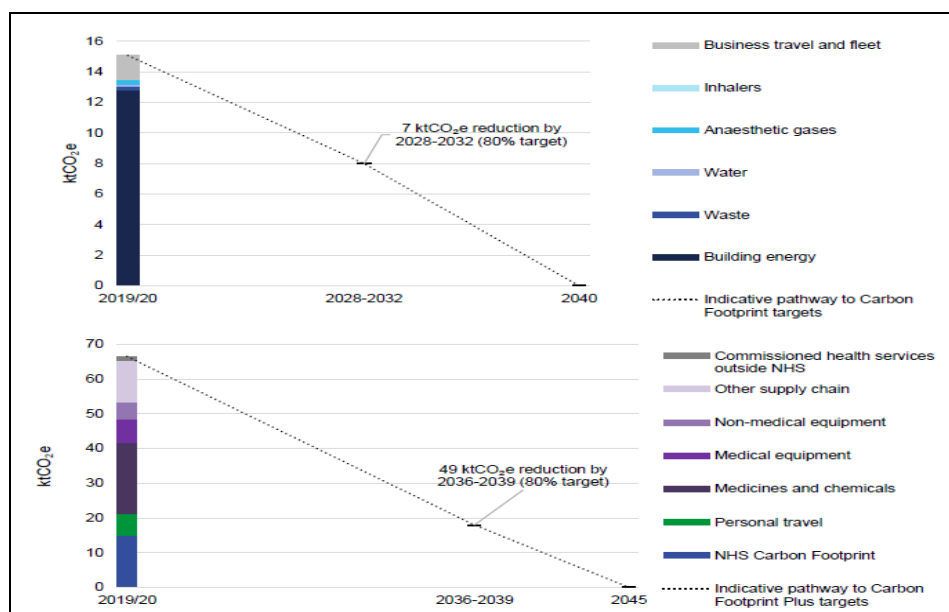 16
14
12
10
8
6
4
2
0
ktCO₂e
7 ktCO₂e reduction by
2028-2032 (80% target)
2019/20
2028-2032
2040
Business travel and fleet
Inhalers
Anaesthetic gases
Water
Waste
Building energy
Indicative pathway to Carbon
Footprint targets
70
60
50
40
30
20
10
0
ktCO₂e
49 ktCO₂e reduction by
2036-2039 (80% target)
2019/20
2036-2039
2045
Commissioned health services
outside NHS
Other supply chain
Non-medical equipment
Medical equipment
Medicines and chemicals
Personal travel
NHS Carbon Footprint
Indicative pathway to Carbon
Footprint Plus targets